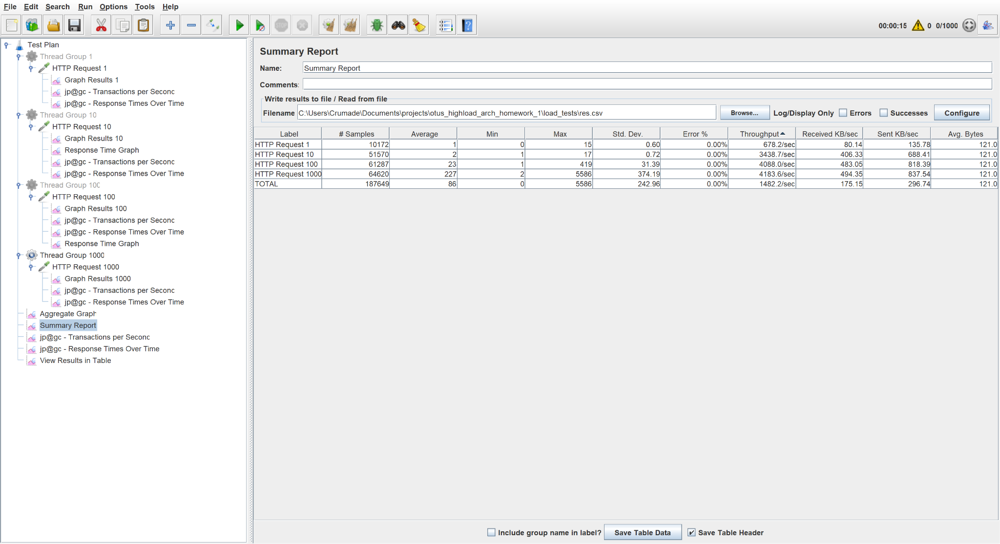 File Edit Search Run Options Tools Help
STOP
00:00:15 0 0/1000
Test Plan
Thread Group 1
HTTP Request 1
Graph Results 1
jp@gc - Transactions per Second
jp@gc - Response Times Over Time
Thread Group 10
HTTP Request 10
Graph Results 10
Response Time Graph
jp@gc - Transactions per Second
jp@gc - Response Times Over Time
Thread Group 100
HTTP Request 100
Graph Results 100
jp@gc - Transactions per Second
jp@gc - Response Times Over Time
Response Time Graph
Thread Group 1000
HTTP Request 1000
Graph Results 1000
jp@gc - Transactions per Second
jp@gc - Response Times Over Time
Aggregate Graph
Summary Report
jp@gc - Transactions per Second
jp@gc - Response Times Over Time
View Results in Table
Summary Report
Name: Summary Report
Comments:
Write results to file / Read from file
Filename C:\Users\Crumade\Documents\projects\otus_highload_arch_homework_1\load_tests\res.csv Browse... Log/Display Only Errors Successes Configure
Label # Samples Average Min Max Std. Dev. Error % Throughput Received KB/sec Sent KB/sec Avg. Bytes
HTTP Request 1 10172 1 0 15 0.60 0.00% 678.2/sec 80.14 135.78 121.0
HTTP Request 10 51570 2 1 17 0.72 0.00% 3438.7/sec 406.33 688.41 121.0
HTTP Request 100 61287 23 1 419 31.39 0.00% 4088.0/sec 483.05 818.39 121.0
HTTP Request 1000 64620 227 2 5586 374.19 0.00% 4183.6/sec 494.35 837.54 121.0
TOTAL 187649 86 0 5586 242.96 0.00% 1482.2/sec 175.15 296.74 121.0
Include group name in label? Save Table Data Save Table Header